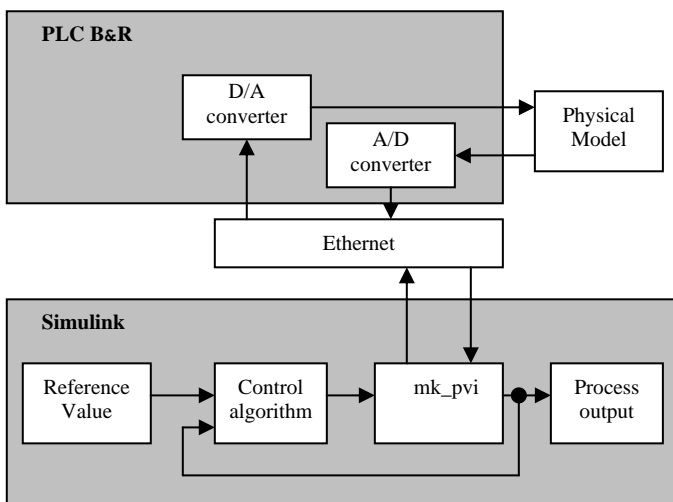 PLC B&R
D/A
converter
Physical
Model
A/D
converter
Ethernet
Simulink
Reference
Value
Control
algorithm
mk_pvi
Process
output